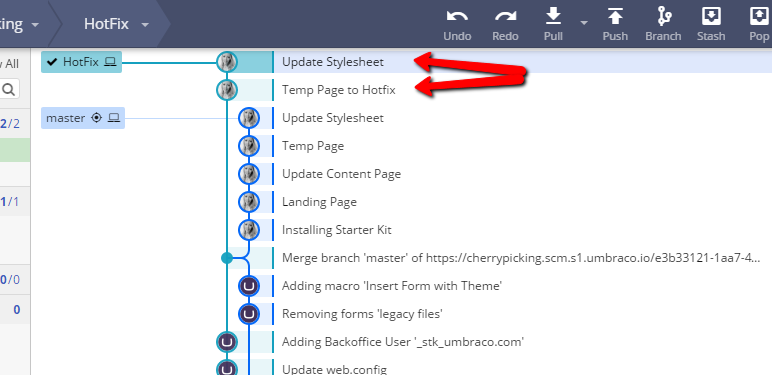 king HotFix Undo Redo Pull Push Branch Stash Pop
HotFix Update Stylesheet
w All
Temp Page to Hotfix
master Update Stylesheet
2/2
Temp Page
Update Content Page
1/1 Landing Page
Installing Starter Kit
Merge branch 'master' of https://cherrypicking.scm.s1.umbraco.io/e3b33121-1aa7-4...
0/0 Adding macro 'Insert Form with Theme'
0 Removing forms 'legacy files'
Adding Backoffice User '_stk_umbraco.com'
Update web.config